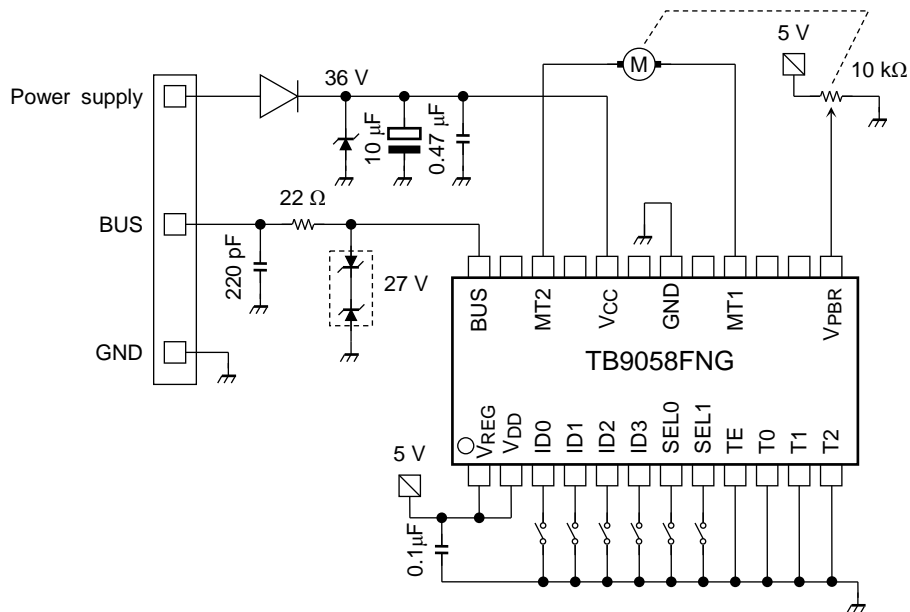 5 V
M
10 kΩ
36 V
Power supply
10 μF
0.47 μF
22 Ω
BUS
220 pF
27 V
GND
BUS
MT2
VCC
GND
MT1
VPBR
TB9058FNG
VREG
VDD
ID0
ID1
ID2
ID3
SEL0
SEL1
TE
T0
T1
T2
5 V
0.1μF